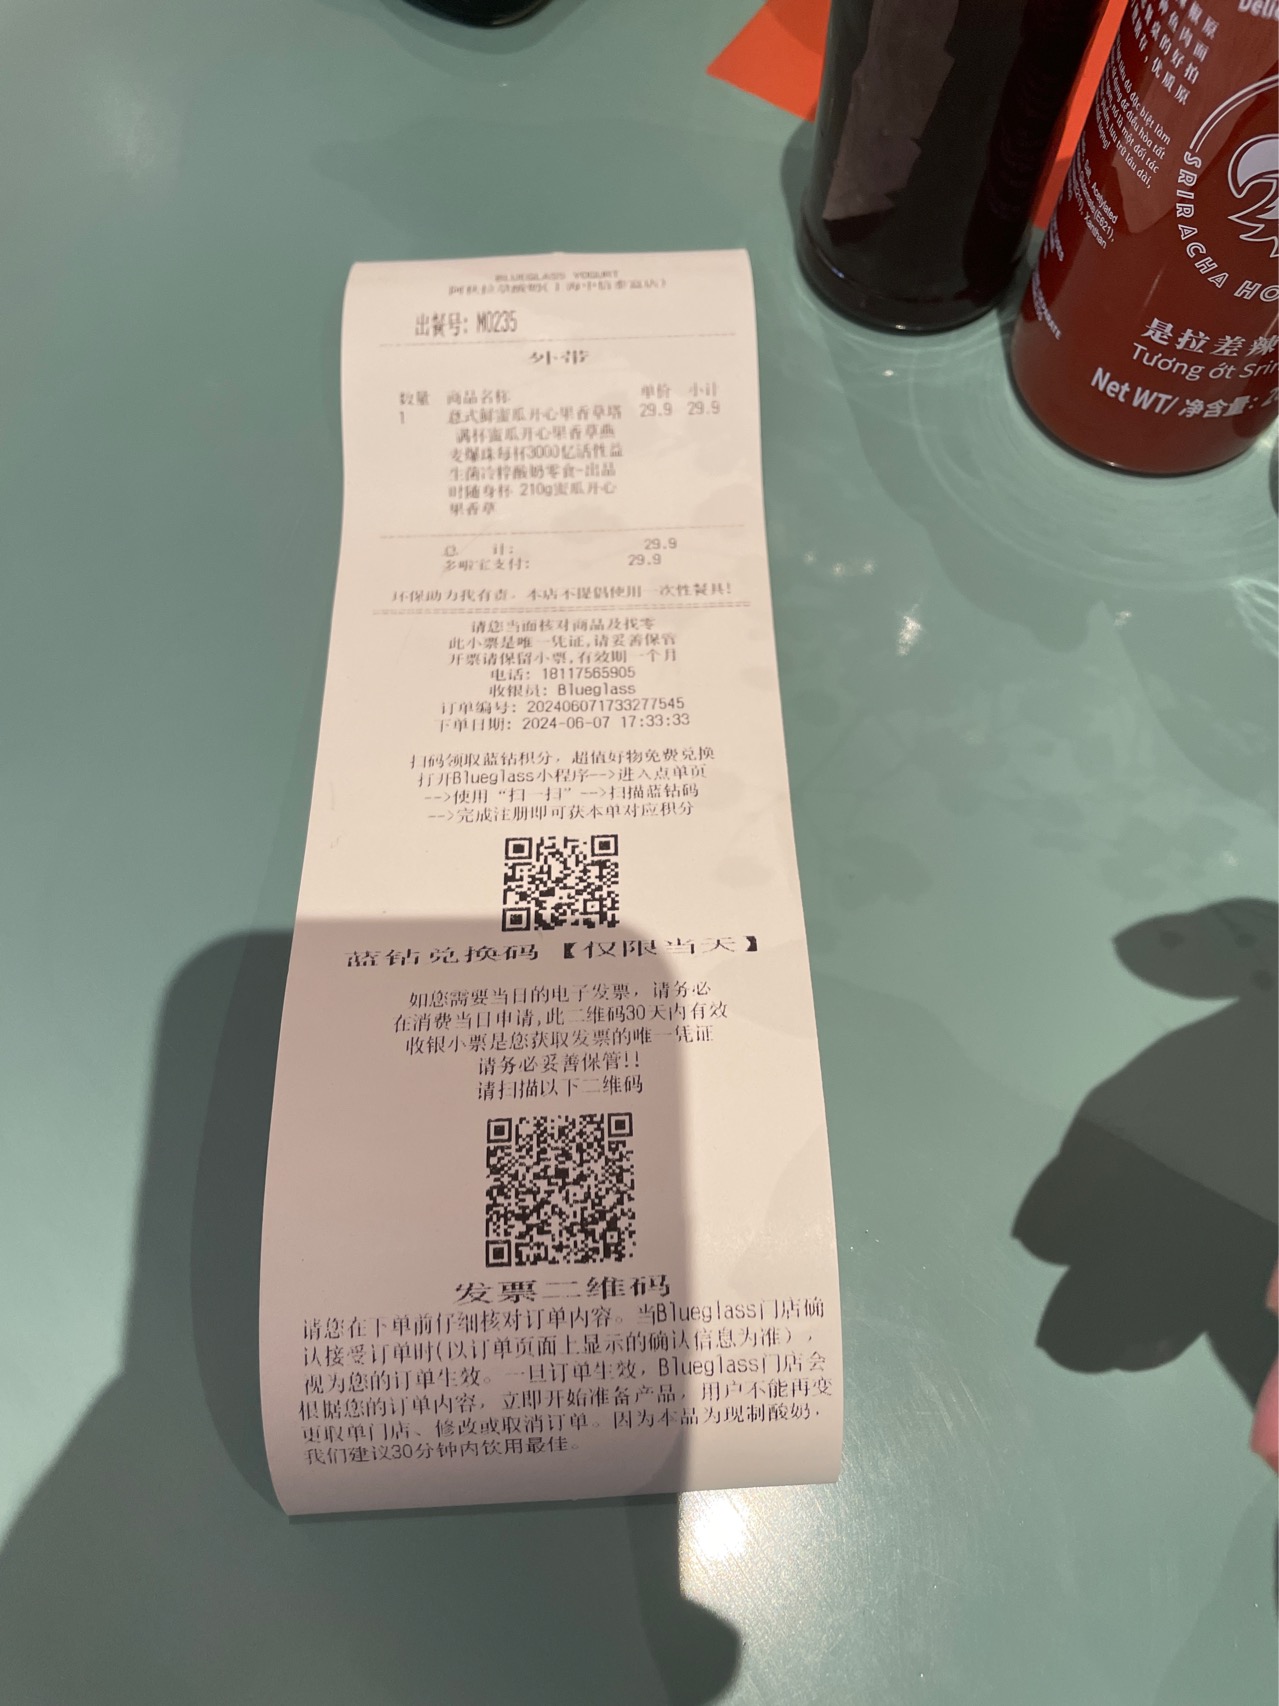 BLUEGLASS YOGURT
阿秋拉尕酸奶(上海中信泰富店)
出餐号: M0235
外带
数量 商品名称 单价 小计
1 意式鲜蜜瓜开心果香草塔 29.9 29.9
满杯蜜瓜开心果香草燕
麦爆珠每杯3000亿活性益
生菌冷柠酸奶零食-出品
时随身杯 210g蜜瓜开心
果香草
总 计: 29.9
多啦宝支付: 29.9
环保助力我有责, 本店不提倡使用一次性餐具!
请您当面核对商品及找零
此小票是唯一凭证,请妥善保管
开票请保留小票,有效期一个月
电话: 18117565905
收银员: Blueglass
订单编号: 202406071733277545
下单日期: 2024-06-07 17:33:33
扫码领取蓝钻积分, 超值好物免费兑换
打开Blueglass小程序-->进入点单页
-->使用“扫一扫”-->扫描蓝钻码
-->完成注册即可获本单对应积分
蓝钻兑换码【仅限当天】
如您需要当日的电子发票, 请务必
在消费当日申请,此二维码30天内有效
收银小票是您获取发票的唯一凭证
请务必妥善保管!!
请扫描以下二维码
发票二维码
请您在下单前仔细核对订单内容。当Blueglass门店确
认接受订单时(以订单页面上显示的确认信息为准),
视为您的订单生效。一旦订单生效, Blueglass门店会
根据您的订单内容, 立即开始准备产品, 用户不能再变
更取单门店、修改或取消订单。因为本品为现制酸奶,
我们建议30分钟内饮用最佳。
SRIRACHA HO
是拉差辣
Tương ớt Srir
Net WT/ 净含量: 2